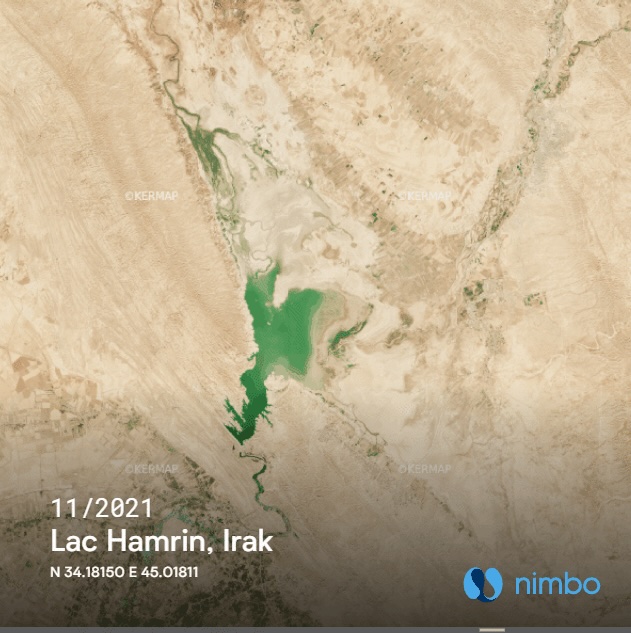 ©KERMAP ©KERMAP
©KERMAP ©KERMAP
11/2021
Lac Hamrin, Irak
N 34.18150 E 45.01811
nimbo